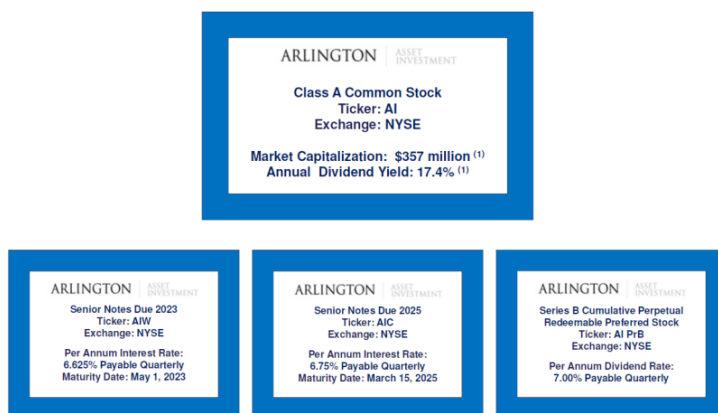 ARLINGTON ASSET INVESTMENT
Class A Common Stock
Ticker: AI
Exchange: NYSE
Market Capitalization: $357 million (1)
Annual Dividend Yield: 17.4% (1)
ARLINGTON ASSET INVESTMENT
Senior Notes Due 2023
Ticker: AIW
Exchange: NYSE
Per Annum Interest Rate:
6.625% Payable Quarterly
Maturity Date: May 1, 2023
ARLINGTON ASSET INVESTMENT
Senior Notes Due 2025
Ticker: AIC
Exchange: NYSE
Per Annum Interest Rate:
6.75% Payable Quarterly
Maturity Date: March 15, 2025
ARLINGTON ASSET INVESTMENT
Series B Cumulative Perpetual
Redeemable Preferred Stock
Ticker: AI PrB
Exchange: NYSE
Per Annum Dividend Rate:
7.00% Payable Quarterly